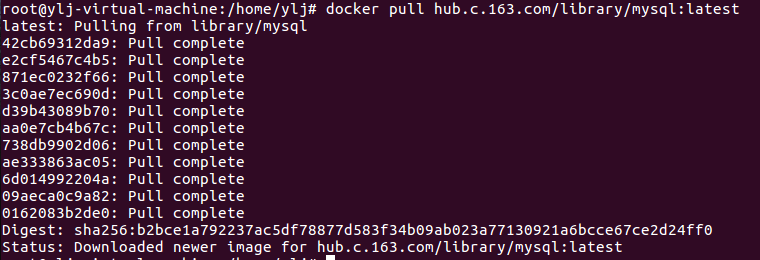 root@ylj-virtual-machine:/home/ylj# docker pull hub.c.163.com/library/mysql:latest
latest: Pulling from library/mysql
42cb69312da9: Pull complete
e2cf5467c4b5: Pull complete
871ec0232f66: Pull complete
3c0ae7ec690d: Pull complete
d39b43089b70: Pull complete
aa0e7cb4b67c: Pull complete
738db9902d06: Pull complete
ae333863ac05: Pull complete
6d014992204a: Pull complete
09aeca0c9a82: Pull complete
0162083b2de0: Pull complete
Digest: sha256:b2bce1a792237ac5df78877d583f34b09ab023a77130921a6bcce67ce2d24ff0
Status: Downloaded newer image for hub.c.163.com/library/mysql:latest